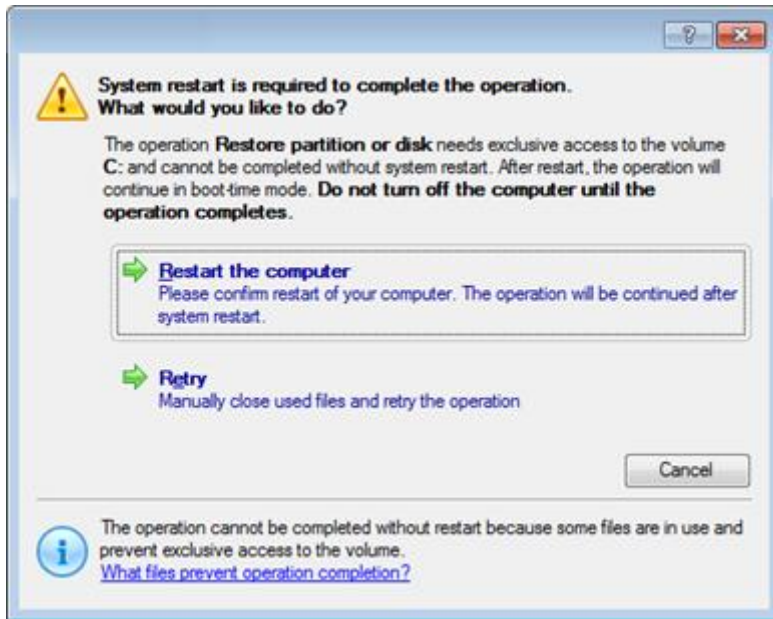 System restart is required to complete the operation.
What would you like to do?
The operation Restore partition or disk needs exclusive access to the volume
C: and cannot be completed without system restart. After restart, the operation will
continue in boot-time mode. Do not turn off the computer until the
operation completes.
Restart the computer
Please confirm restart of your computer. The operation will be continued after
system restart.
Retry
Manually close used files and retry the operation
Cancel
The operation cannot be completed without restart because some files are in use and
prevent exclusive access to the volume.
What files prevent operation completion?